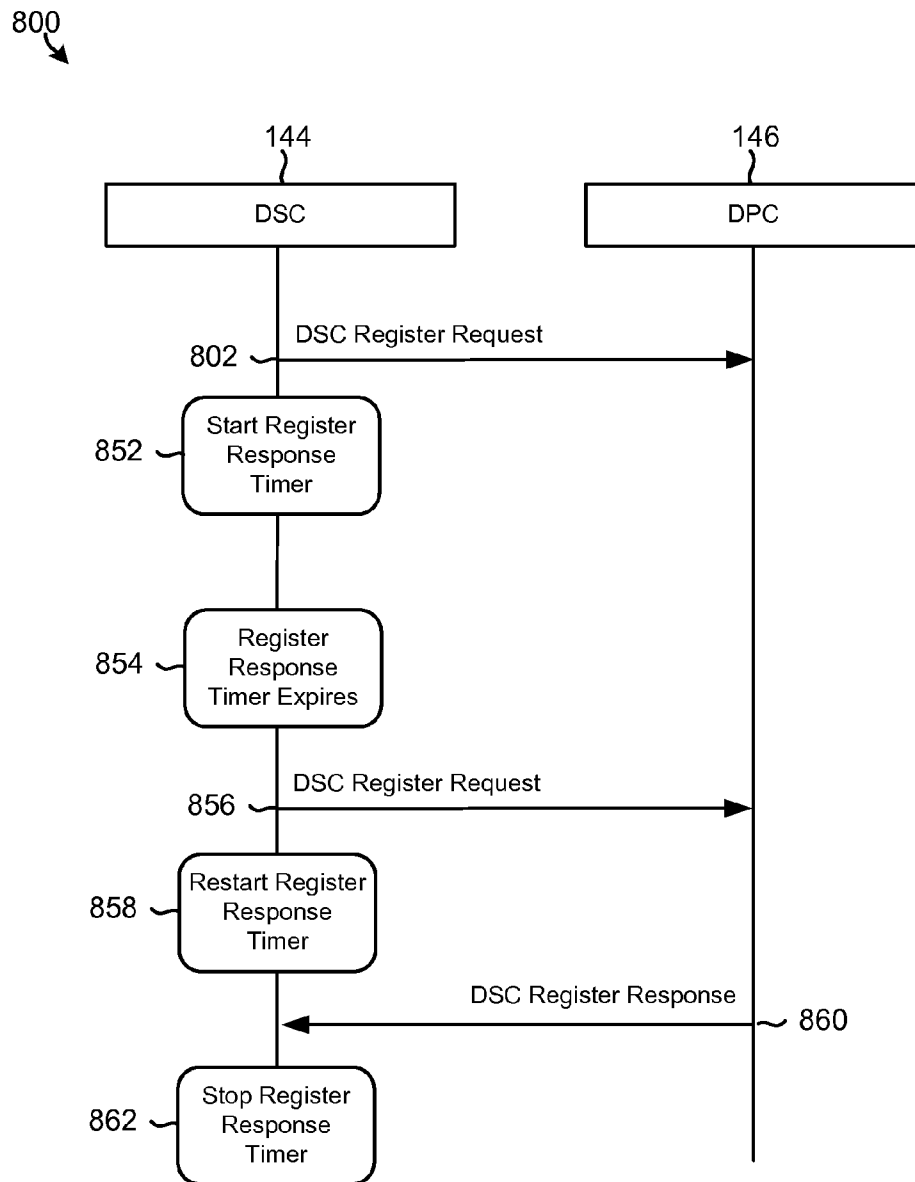 800
144
146
DSC
DPC
DSC Register Request
802
852
Start Register
Response
Timer
854
Register
Response
Timer Expires
DSC Register Request
856
858
Restart Register
Response
Timer
DSC Register Response
860
862
Stop Register
Response
Timer